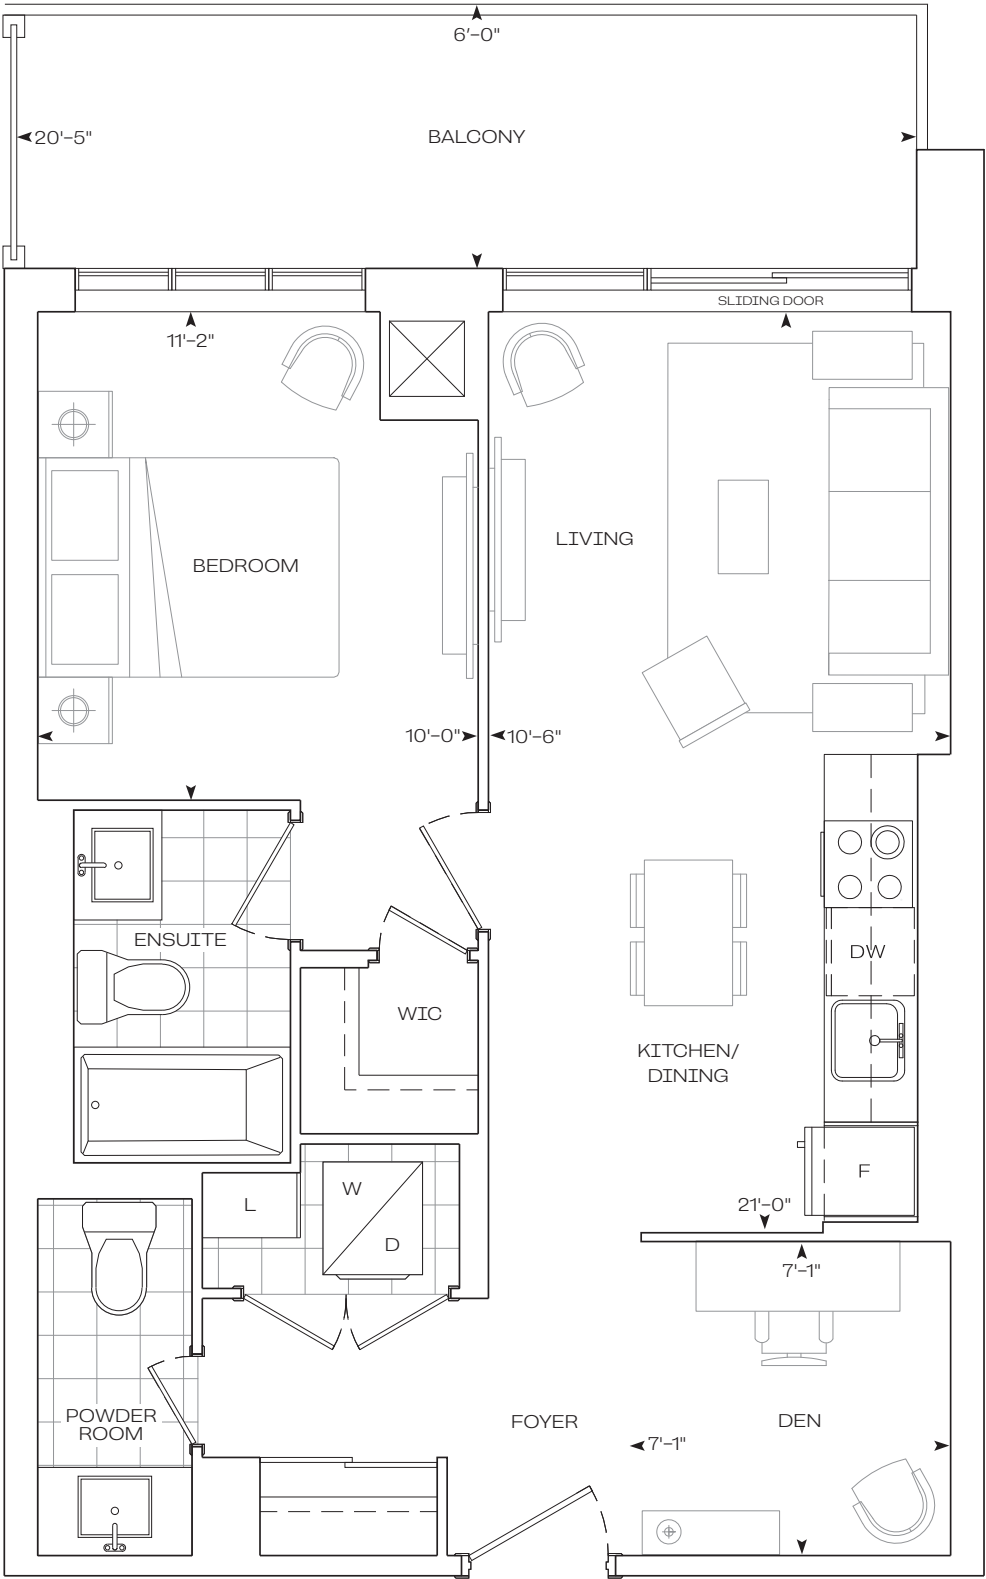 6'-0"
20'-5"
BALCONY
SLIDING DOOR
11'-2"
LIVING
BEDROOM
10'-0"
10'-6"
ENSUITE
DW
WIC
KITCHEN/
DINING
F
W
L
21'-0"
D
7'-1"
POWDER
ROOM
FOYER
DEN
7'-1"